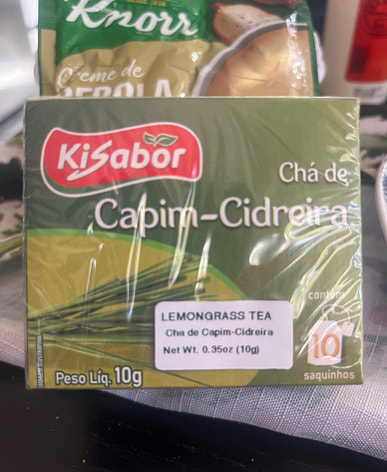 Knorr
Creme de
CEBOLA
KiSabor
Chá de
Capim-Cidreira
contém
10
saquinhos
LEMONGRASS TEA
Cha de Capim-Cidreira
Net Wt. 0.35oz (10g)
Peso Líq. 10g